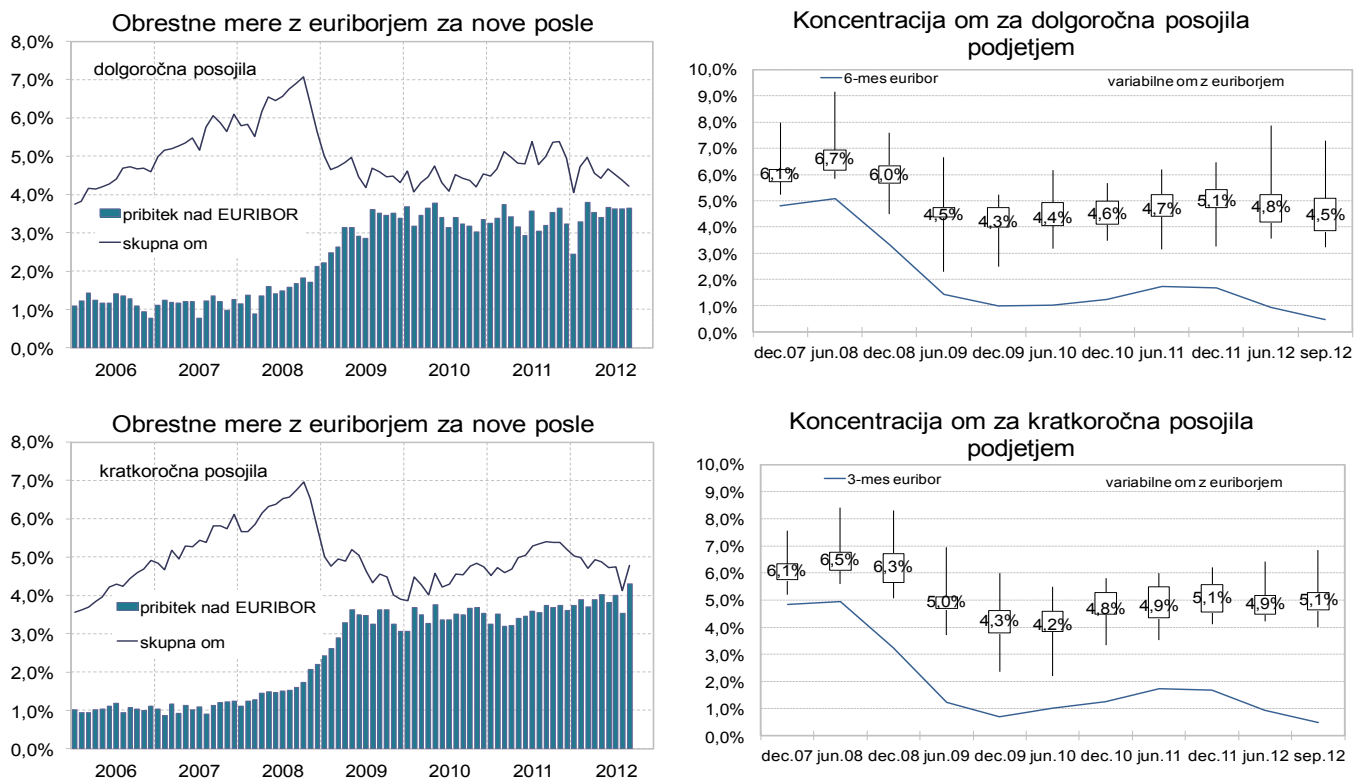 Obrestne mere z euriborjem za nove posle
8,0%
7,0%
6,0%
5,0%
4,0%
3,0%
2,0%
1,0%
0,0%
dolgoročna posojila
pribitek nad EURIBOR
skupna om
2006 2007 2008 2009 2010 2011 2012
Koncentracija om za dolgoročna posojila
podjetjem
10,0%
9,0%
8,0%
7,0%
6,0%
5,0%
4,0%
3,0%
2,0%
1,0%
0,0%
6-mes euribor
variabilne om z euriborjem
6,1% 6,7% 6,0% 4,5% 4,3% 4,4% 4,6% 4,7% 5,1% 4,8% 4,5%
dec.07 jun.08 dec.08 jun.09 dec.09 jun.10 dec.10 jun.11 dec.11 jun.12 sep.12
Obrestne mere z euriborjem za nove posle
8,0%
7,0%
6,0%
5,0%
4,0%
3,0%
2,0%
1,0%
0,0%
kratkoročna posojila
pribitek nad EURIBOR
skupna om
2006 2007 2008 2009 2010 2011 2012
Koncentracija om za kratkoročna posojila
podjetjem
10,0%
9,0%
8,0%
7,0%
6,0%
5,0%
4,0%
3,0%
2,0%
1,0%
0,0%
3-mes euribor
variabilne om z euriborjem
6,1% 6,5% 6,3% 5,0% 4,3% 4,2% 4,8% 4,9% 5,1% 4,9% 5,1%
dec.07 jun.08 dec.08 jun.09 dec.09 jun.10 dec.10 jun.11 dec.11 jun.12 sep.12